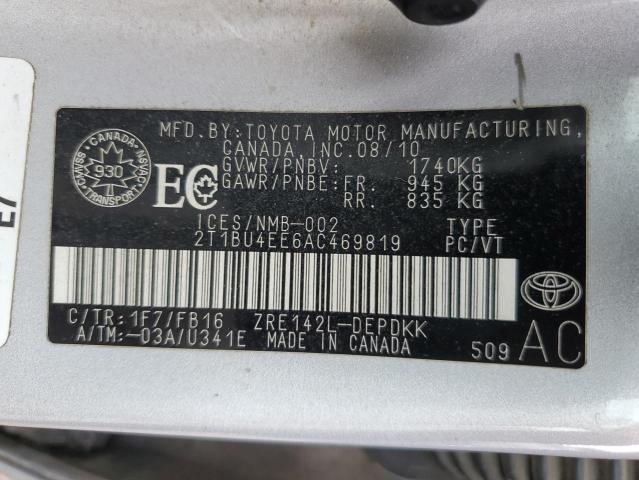 MFD. BY: TOYOTA MOTOR MANUFACTURING,
CANADA, INC. 08/10
GVWR/PNBV: 1740KG
GAWR/PNBE: FR. 945 KG
RR. 835 KG
CANADA
930
TRANSPORT
EC
ICES/NMB-002 TYPE
2T1BU4EE6AC469819 PC/VT
C/TR: 1F7/FB16 ZRE142L-DEPDKK
A/TM: -03A/U341E MADE IN CANADA
509 AC